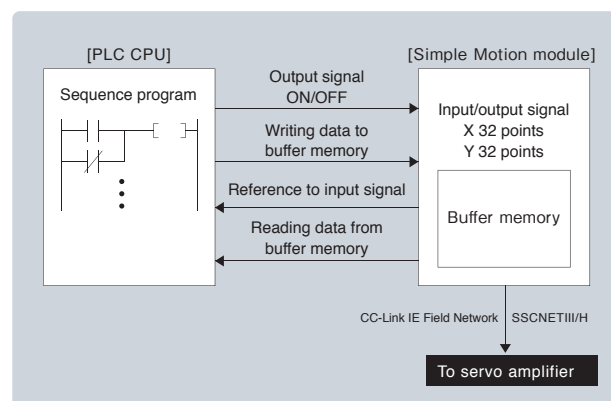 [PLC CPU]
[Simple Motion module]
Sequence program
Output signal
ON/OFF
Writing data to
buffer memory
Reference to input signal
Reading data from
buffer memory
Input/output signal
X 32 points
Y 32 points
Buffer memory
CC-Link IE Field Network
SSCNETIII/H
To servo amplifier